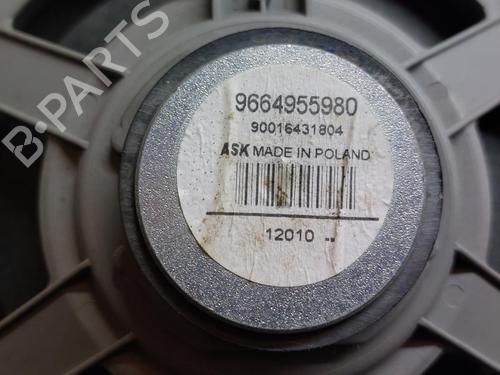 B-PARTS
9664955980
90016431804
ASK MADE IN POLAND
12010 --